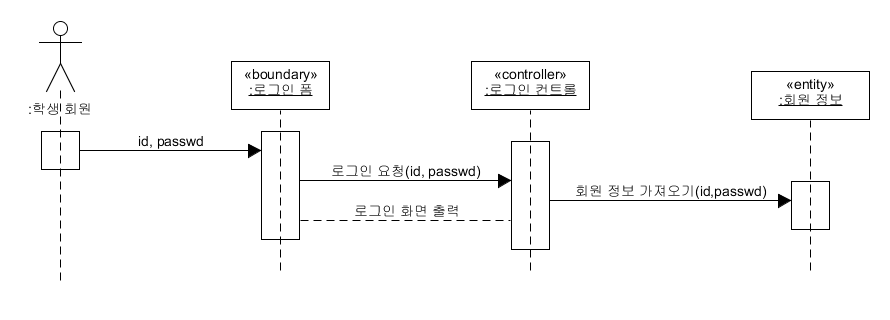 :학생 회원
«boundary»
:로그인 폼
«controller»
:로그인 컨트롤
«entity»
:회원 정보
id, passwd
로그인 요청(id, passwd)
회원 정보 가져오기(id,passwd)
로그인 화면 출력